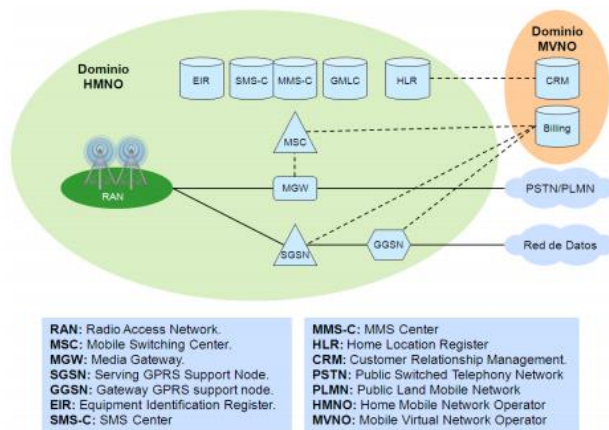 Dominio
MVNO
Dominio
HMNO
EIR
SMS-C
MMS-C
GMLC
HLR
CRM
Billing
MSC
RAN
MGW
PSTN/PLMN
SGSN
GGSN
Red de Datos
RAN: Radio Access Network.
MSC: Mobile Switching Center.
MGW: Media Gateway.
SGSN: Serving GPRS Support Node.
GGSN: Gateway GPRS support node.
EIR: Equipment Identification Register.
SMS-C: SMS Center
MMS-C: MMS Center
HLR: Home Location Register
CRM: Customer Relationship Management.
PSTN: Public Switched Telephony Network
PLMN: Public Land Mobile Network
HMNO: Home Mobile Network Operator
MVNO: Mobile Virtual Network Operator